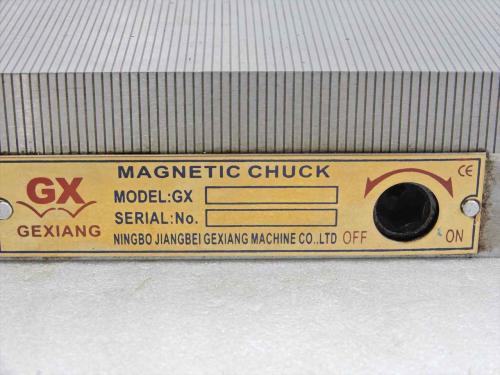 MAGNETIC CHUCK
CE
GX
GEXIANG
MODEL:GX
SERIAL:No.
NINGBO JIANGBEI GEXIANG MACHINE CO.,LTD
OFF
ON